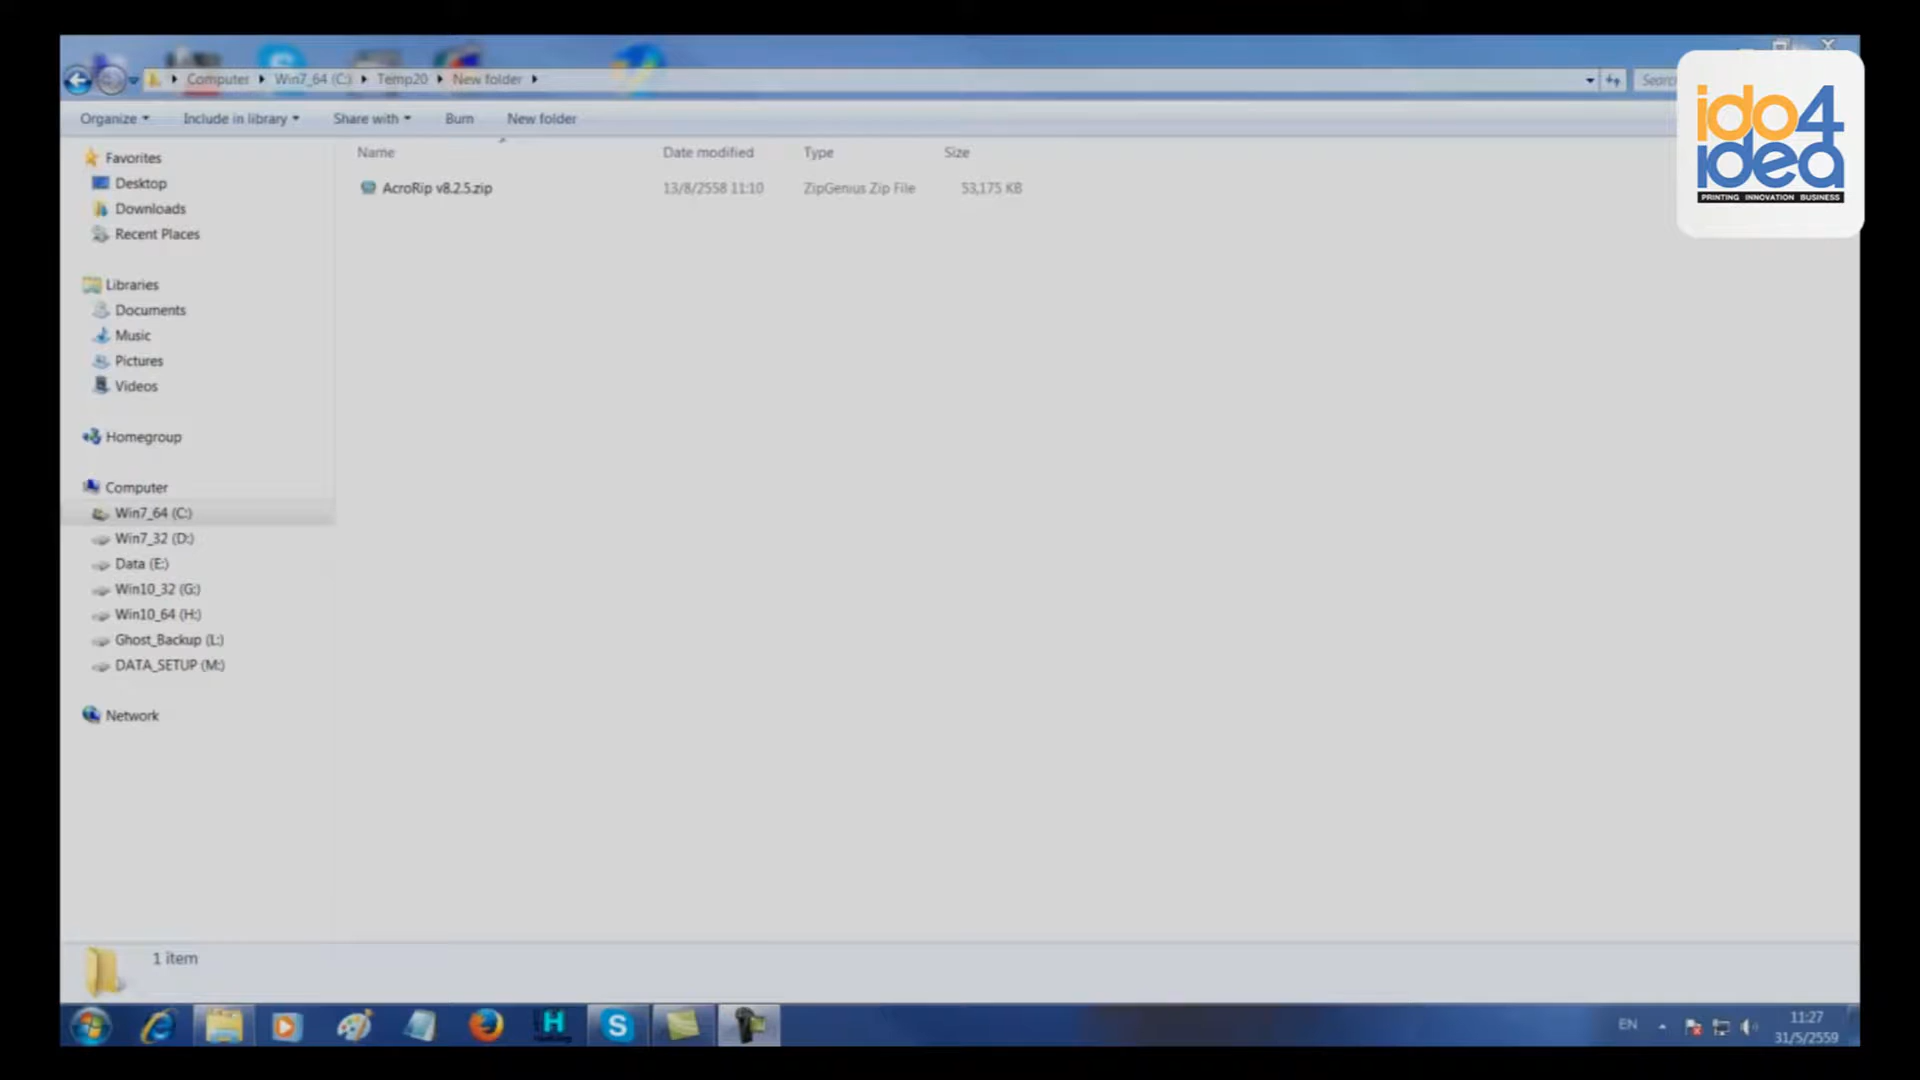 Computer Win7_64 (C:) Temp20 New folder
Organize Include in library Share with Burn New folder
ido4
idea
PRINTING INNOVATION BUSINESS
Name Date modified Type Size
AcroRip v8.2.5.zip 13/8/2558 11:10 ZipGenius Zip File 53,175 KB
Favorites
Desktop
Downloads
Recent Places
Libraries
Documents
Music
Pictures
Videos
Homegroup
Computer
Win7_64 (C:)
Win7_32 (D:)
Data (E:)
Win10_32 (G:)
Win10_64 (H:)
Ghost_Backup (L:)
DATA_SETUP (M:)
Network
1 item
EN
11:27
31/5/2559